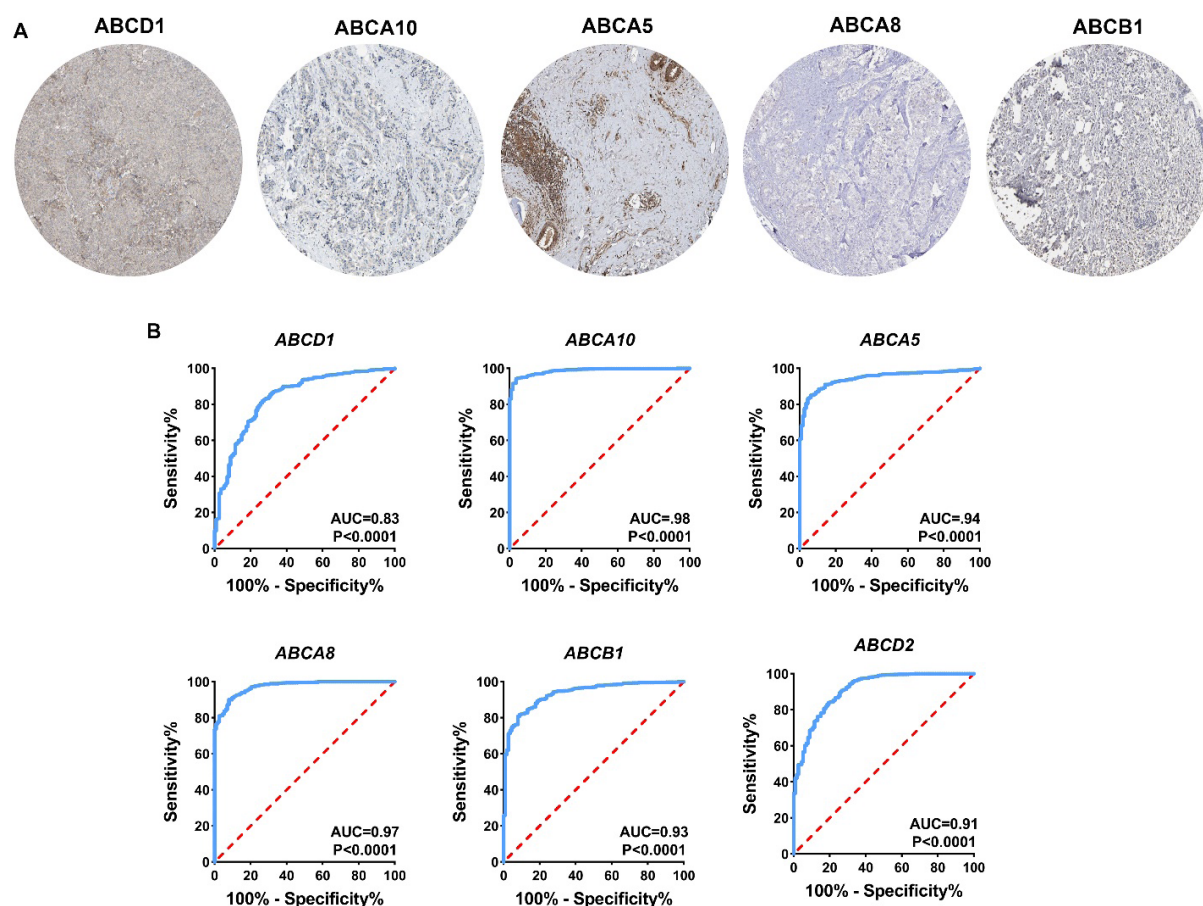 A
ABCD1
ABCA10
ABCA5
ABCA8
ABCB1
B
ABCD1
100
80
60
40
20
0
Sensitivity%
AUC=0.83
P<0.0001
0 20 40 60 80 100
100% - Specificity%
ABCA10
100
80
60
40
20
0
Sensitivity%
AUC=.98
P<0.0001
0 20 40 60 80 100
100% - Specificity%
ABCA5
100
80
60
40
20
0
Sensitivity%
AUC=.94
P<0.0001
0 20 40 60 80 100
100% - Specificity%
ABCA8
100
80
60
40
20
0
Sensitivity%
AUC=0.97
P<0.0001
0 20 40 60 80 100
100% - Specificity%
ABCB1
100
80
60
40
20
0
Sensitivity%
AUC=0.93
P<0.0001
0 20 40 60 80 100
100% - Specificity%
ABCD2
100
80
60
40
20
0
Sensitivity%
AUC=0.91
P<0.0001
0 20 40 60 80 100
100% - Specificity%